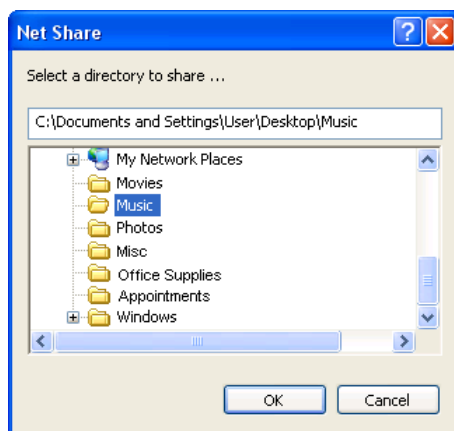 Net Share
Select a directory to share ...
C:\Documents and Settings\User\Desktop\Music
My Network Places
Movies
Music
Photos
Misc
Office Supplies
Appointments
Windows
OK Cancel